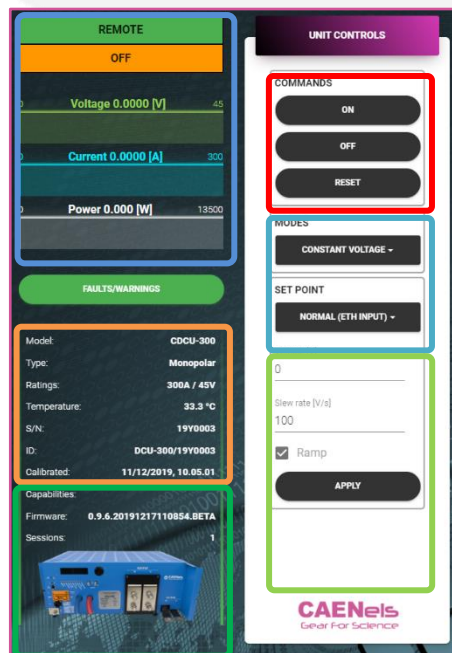 REMOTE
OFF
Voltage 0.0000 [V] 45
Current 0.0000 [A] 300
Power 0.000 [W] 13500
FAULTS/WARNINGS
Model: CDCU-300
Type: Monopolar
Ratings: 300A / 45V
Temperature: 33.3 °C
S/N: 19Y0003
ID: DCU-300/19Y0003
Calibrated: 11/12/2019, 10.05.01
Capabilities:
Firmware: 0.9.6.20191217110854.BETA
Sessions: 1
UNIT CONTROLS
COMMANDS
ON
OFF
RESET
MODES
CONSTANT VOLTAGE
SET POINT
NORMAL (ETH INPUT)
0
Slew rate [V/s]
100
Ramp
APPLY
CAENels
Gear For Science